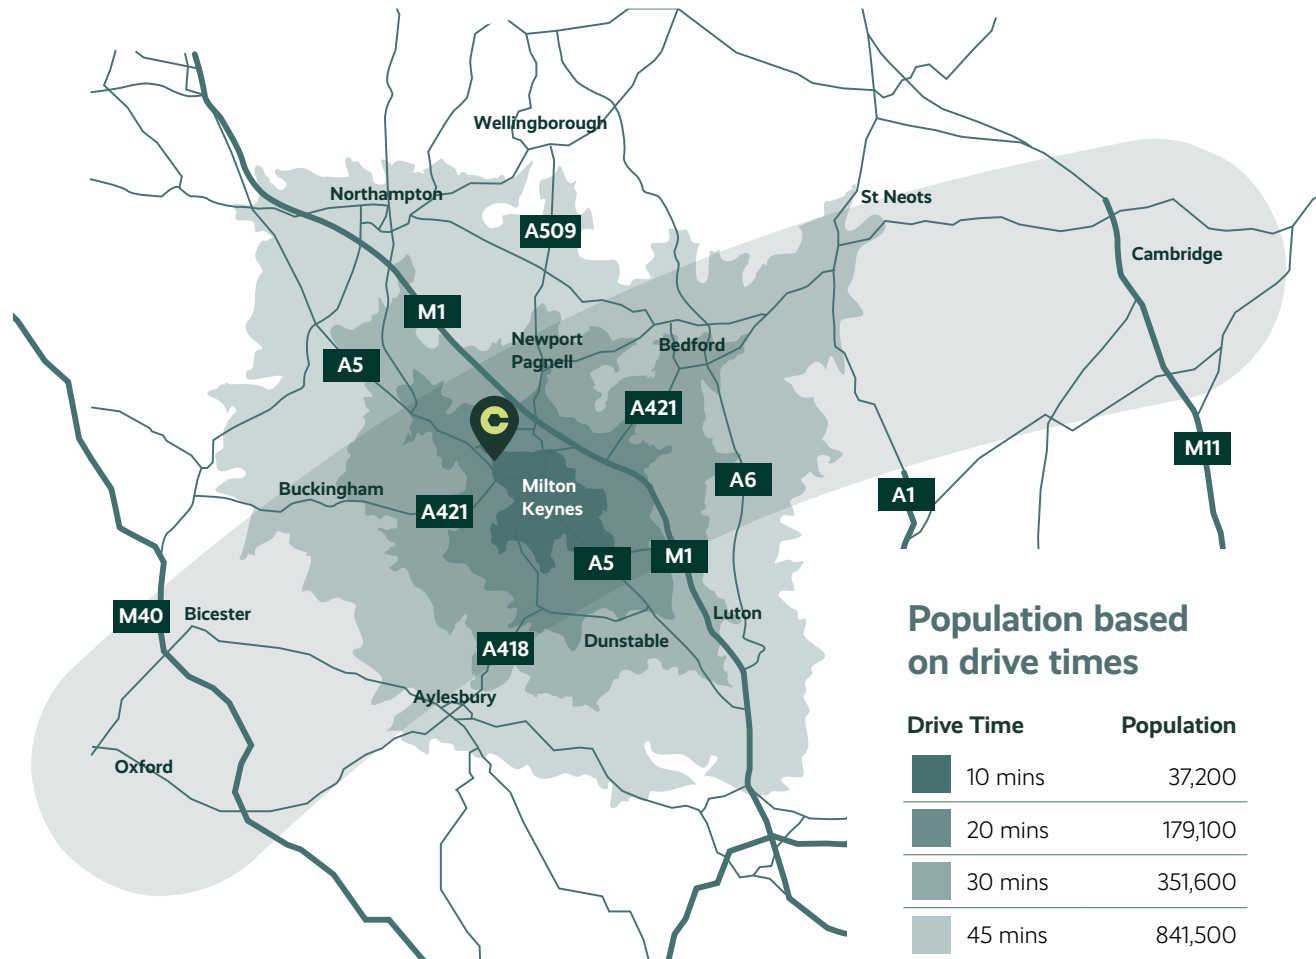 Wellingborough
Northampton
St Neots
A509
Cambridge
M1
Newport
Pagnell
Bedford
A5
A421
M11
A6
Buckingham
Milton
Keynes
A1
A421
A5
M1
M40
Bicester
Luton
Dunstable
A418
Aylesbury
Oxford
Population based
on drive times
Drive Time Population
10 mins 37,200
20 mins 179,100
30 mins 351,600
45 mins 841,500